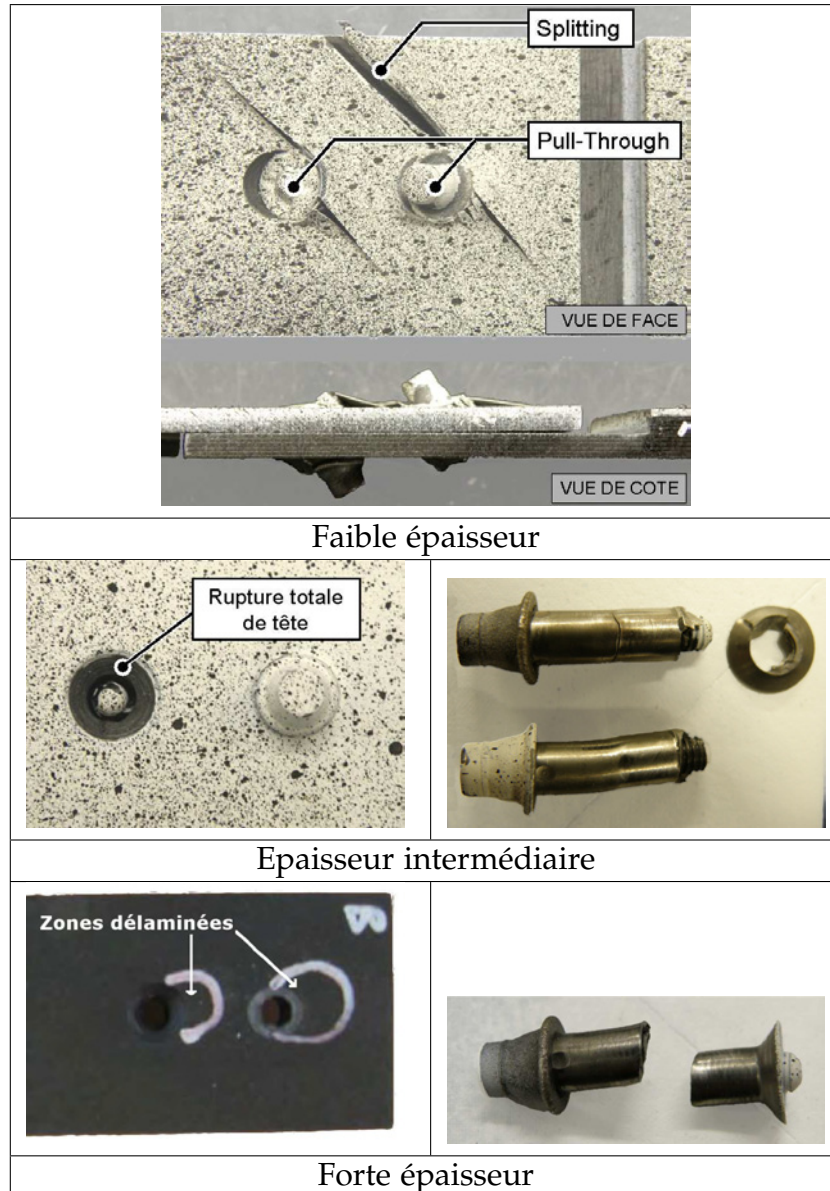 Splitting
Pull-Through
VUE DE FACE
VUE DE COTE
Faible épaisseur
Rupture totale
de tête
Epaisseur intermédiaire
Zones délaminées
Forte épaisseur